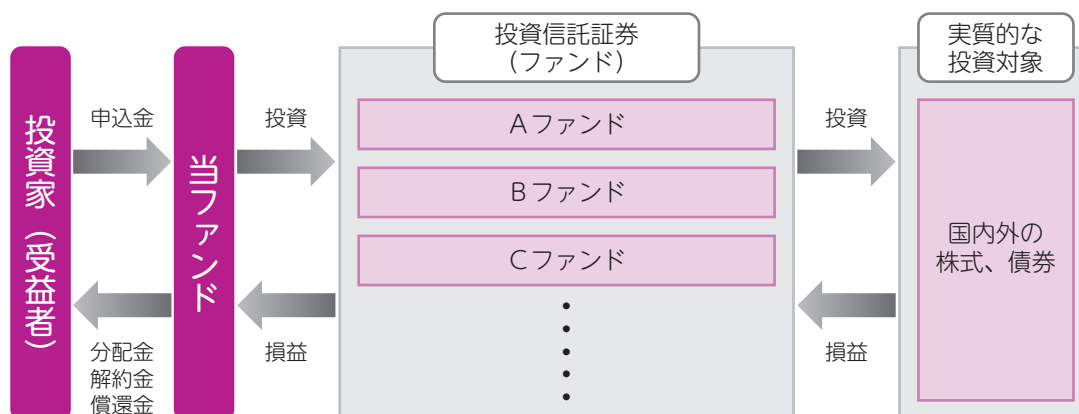 投資家（受益者）
申込金
分配金
解約金
償還金
当ファンド
投資
損益
投資信託証券
（ファンド）
Aファンド
Bファンド
Cファンド
投資
損益
実質的な
投資対象
国内外の
株式、債券